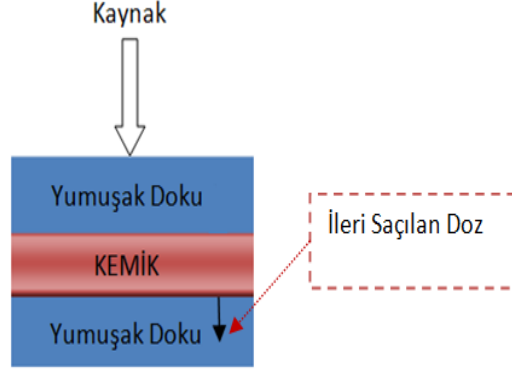 Kaynak
Yumuşak Doku
İleri Saçılan Doz
KEMİK
Yumuşak Doku